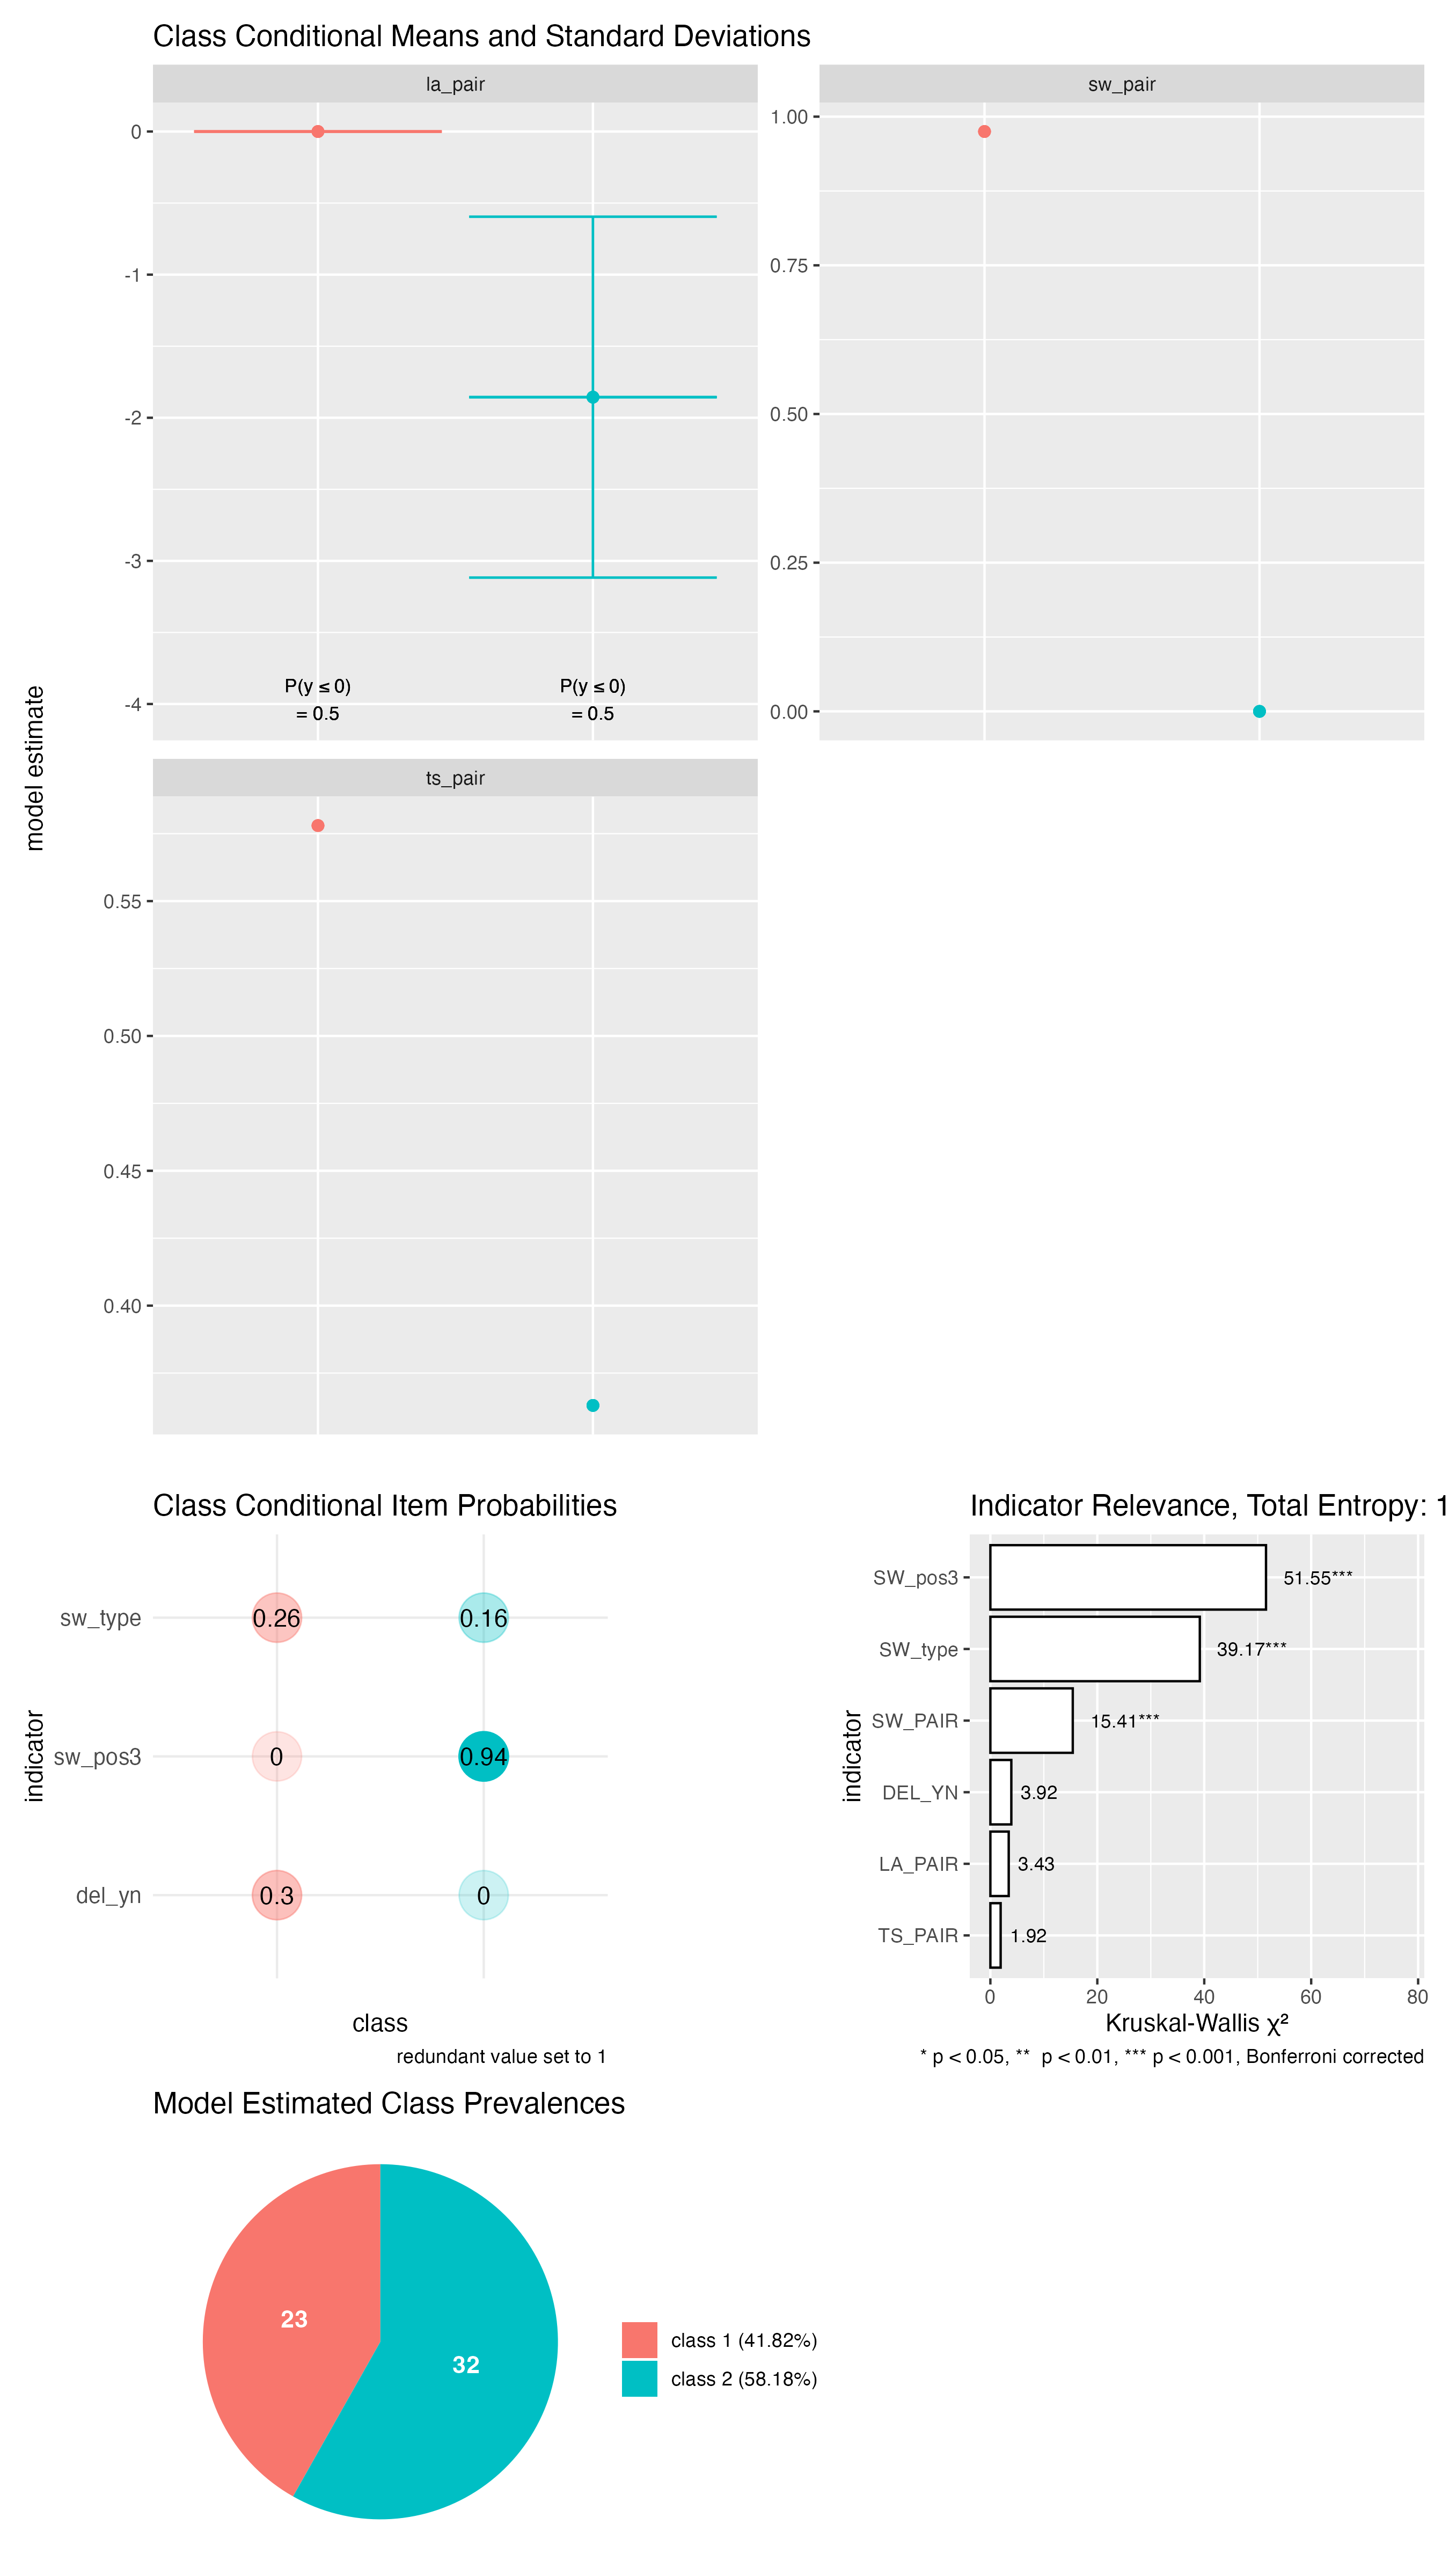 Class Conditional Means and Standard Deviations
la_pair
sw_pair
0
-1
-2
-3
-4
P(y ≤ 0)
= 0.5
P(y ≤ 0)
= 0.5
1.00
0.75
0.50
0.25
0.00
model estimate
ts_pair
0.55
0.50
0.45
0.40
Class Conditional Item Probabilities
indicator
sw_type
0.26
0.16
sw_pos3
0
0.94
del_yn
0.3
0
class
redundant value set to 1
Indicator Relevance, Total Entropy: 1
indicator
SW_pos3
51.55***
SW_type
39.17***
SW_PAIR
15.41***
DEL_YN
3.92
LA_PAIR
3.43
TS_PAIR
1.92
0 20 40 60 80
Kruskal-Wallis χ²
* p < 0.05, ** p < 0.01, *** p < 0.001, Bonferroni corrected
Model Estimated Class Prevalences
23
32
class 1 (41.82%)
class 2 (58.18%)